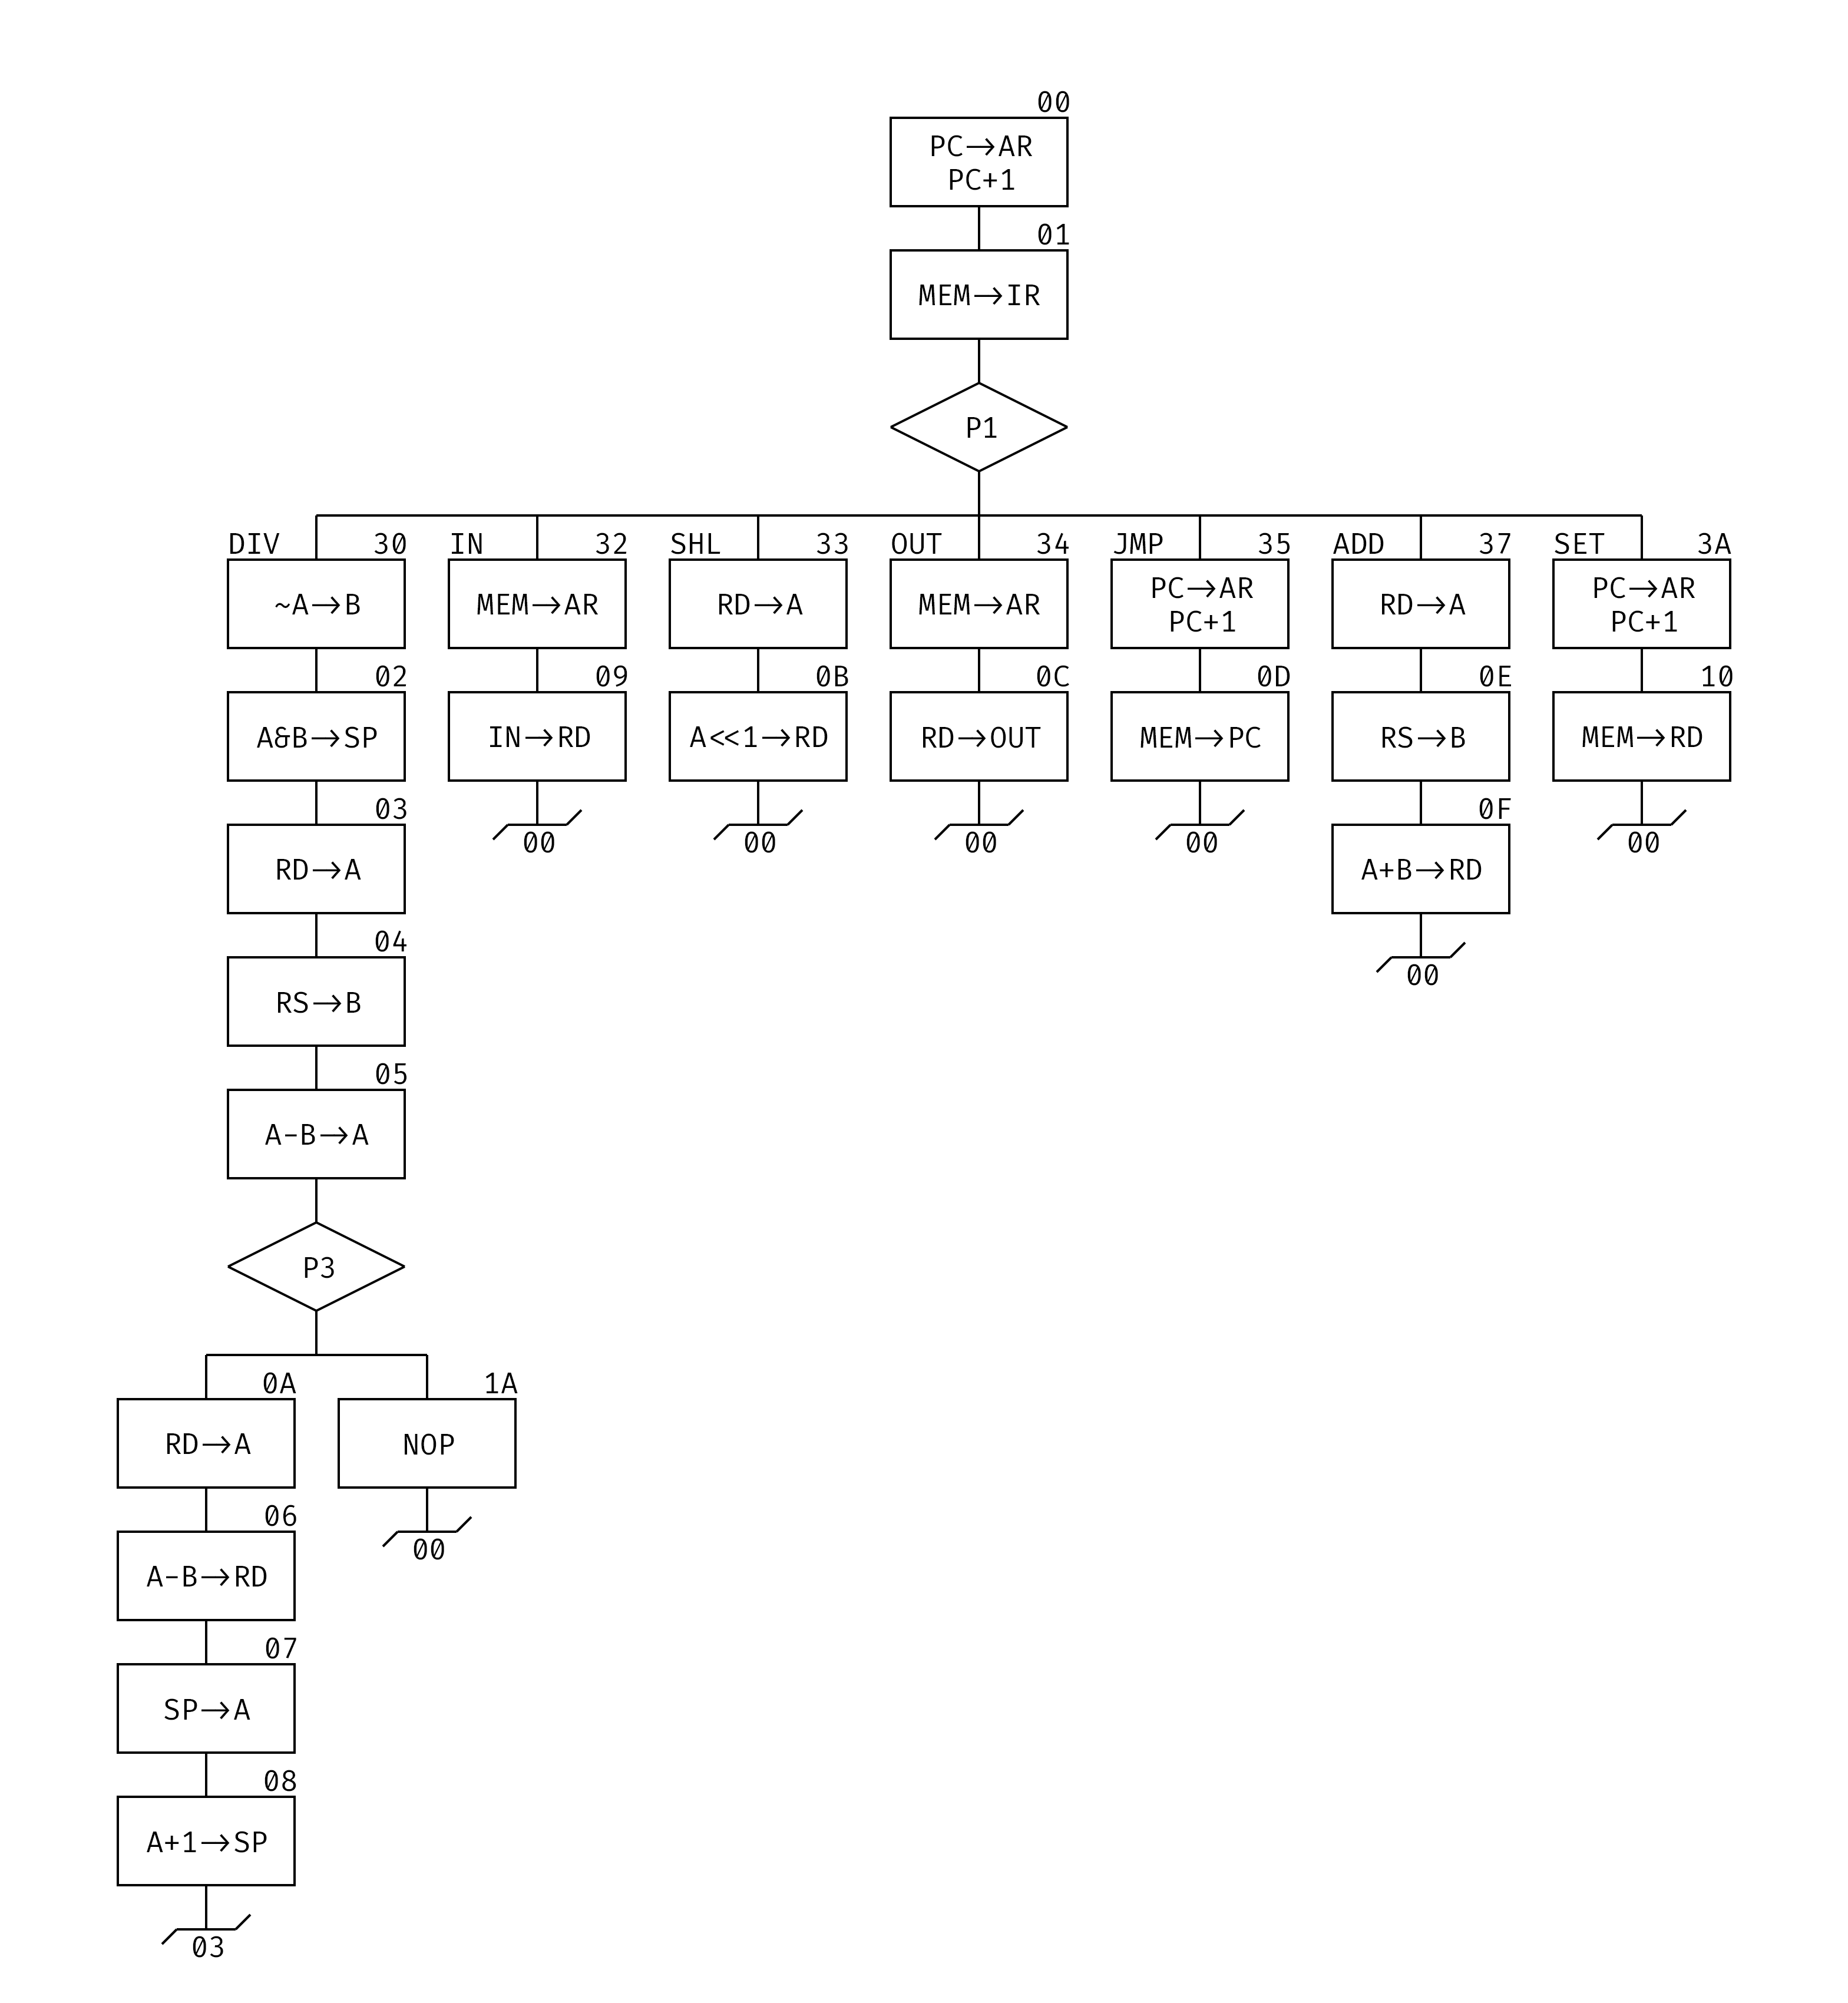 00
PC→AR
PC+1
01
MEM→IR
P1
DIV 30
~A→B
02
A&B→SP
03
RD→A
04
RS→B
05
A-B→A
P3
0A
RD→A
06
A-B→RD
07
SP→A
08
A+1→SP
03
1A
NOP
00
IN 32
MEM→AR
09
IN→RD
00
SHL 33
RD→A
0B
A<<1→RD
00
OUT 34
MEM→AR
0C
RD→OUT
00
JMP 35
PC→AR
PC+1
0D
MEM→PC
00
ADD 37
RD→A
0E
RS→B
0F
A+B→RD
00
SET 3A
PC→AR
PC+1
10
MEM→RD
00